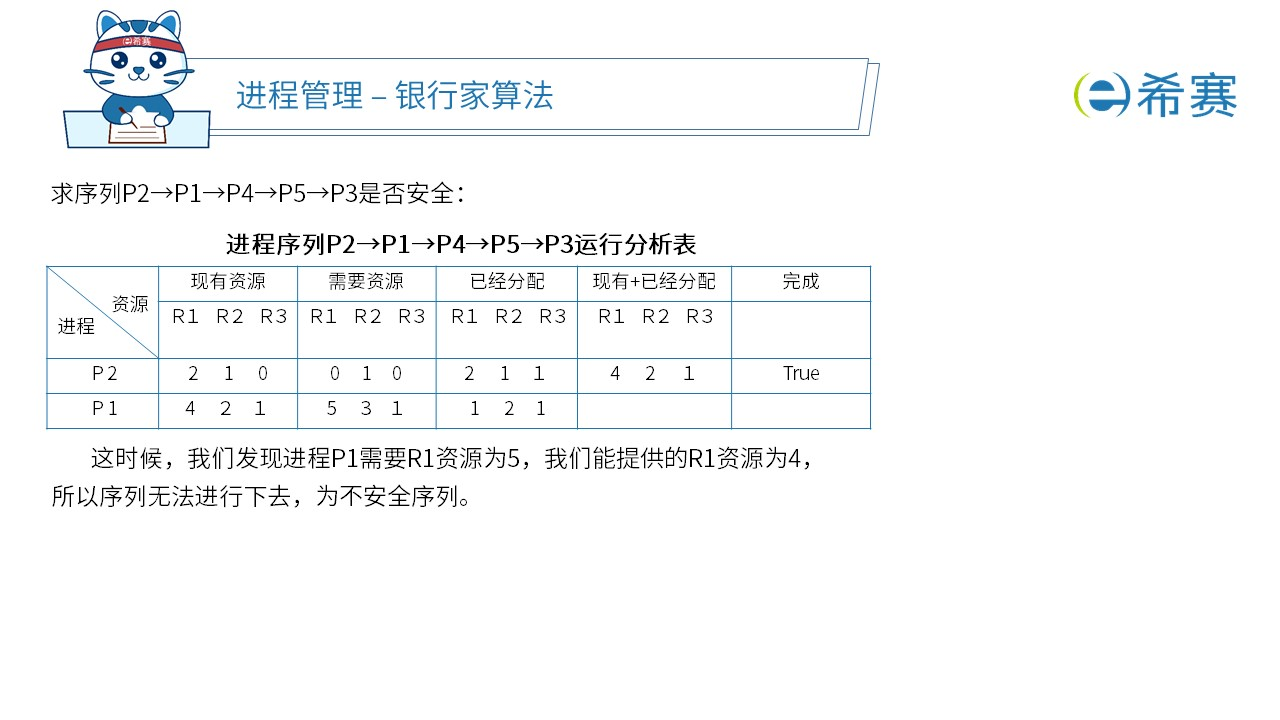 希赛
进程管理 – 银行家算法
希赛
求序列P2→P1→P4→P5→P3是否安全：
进程序列P2→P1→P4→P5→P3运行分析表
资源 进程 现有资源 需要资源 已经分配 现有+已经分配 完成
R1 R2 R3 R1 R2 R3 R1 R2 R3 R1 R2 R3
P2 2 1 0 0 1 0 2 1 1 4 2 1 True
P1 4 2 1 5 3 1 1 2 1
这时候，我们发现进程P1需要R1资源为5，我们能提供的R1资源为4，
所以序列无法进行下去，为不安全序列。